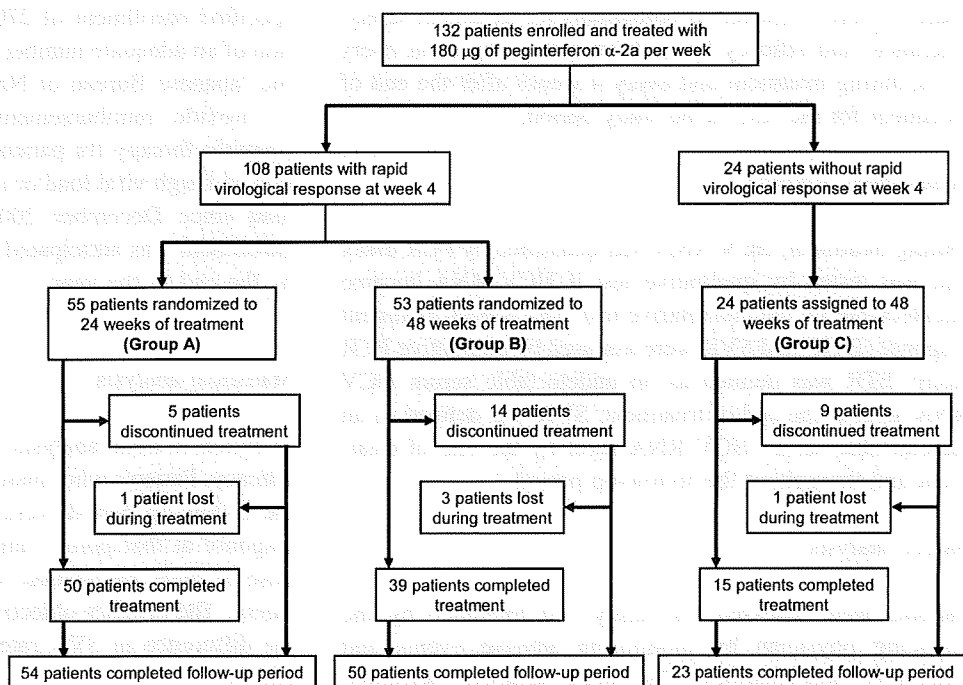 132 patients enrolled and treated with
180 µg of peginterferon α-2a per week
108 patients with rapid
virological response at week 4
24 patients without rapid
virological response at week 4
55 patients randomized to
24 weeks of treatment
(Group A)
53 patients randomized to
48 weeks of treatment
(Group B)
24 patients assigned to 48
weeks of treatment
(Group C)
5 patients
discontinued treatment
14 patients
discontinued treatment
9 patients
discontinued treatment
1 patient lost
during treatment
3 patients lost
during treatment
1 patient lost
during treatment
50 patients completed
treatment
39 patients completed
treatment
15 patients completed
treatment
54 patients completed follow-up period
50 patients completed follow-up period
23 patients completed follow-up period